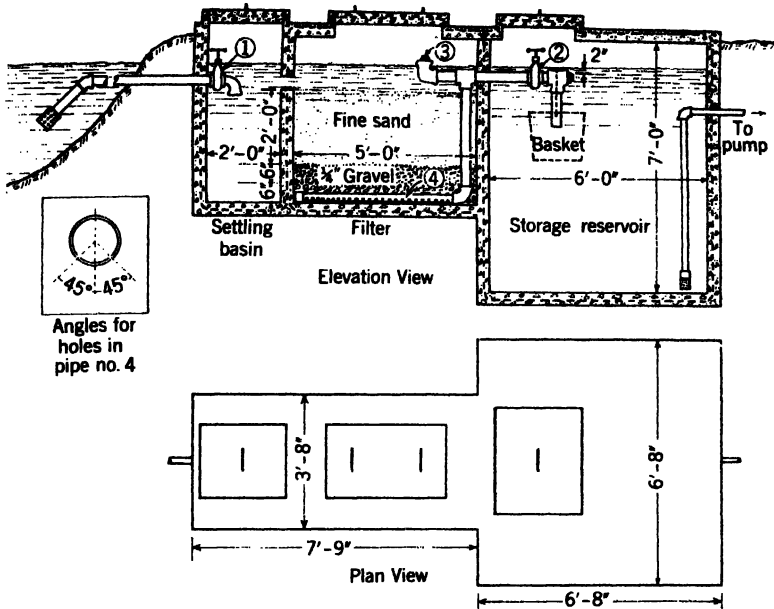 ①
③
②
2"
Fine sand
2'-0"
2'-0"
5'-0"
Basket
To
pump
7'-0"
6'-0"
6"
6"
¼" Gravel
④
Settling
basin
Filter
Storage reservoir
Elevation View
45°
45°
Angles for
holes in
pipe no. 4
3'-8"
6'-8"
7'-9"
Plan View
6'-8"